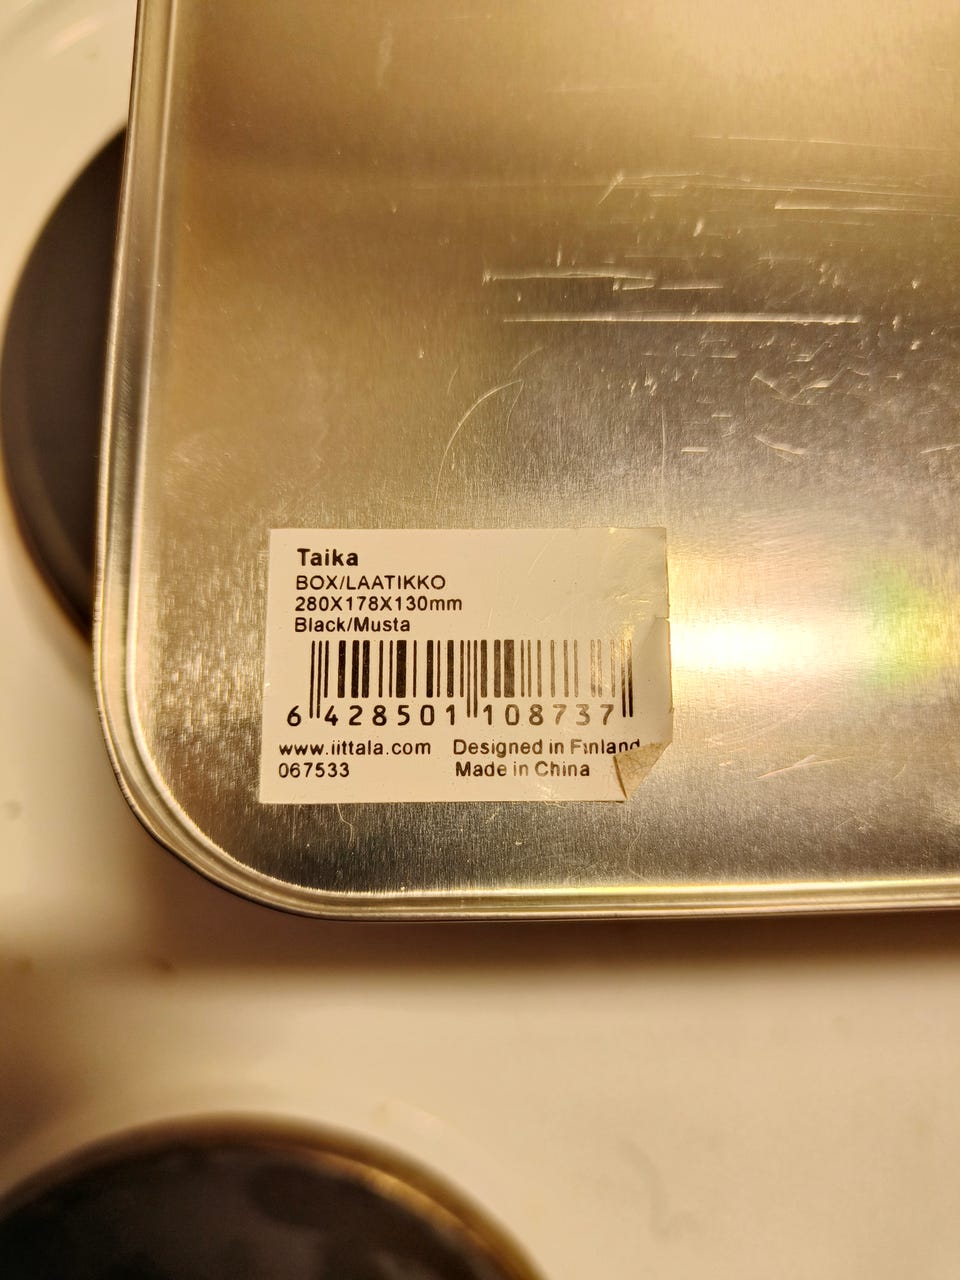 Taika
BOX/LAATIKKO
280X178X130mm
Black/Musta
6 428501 108737
www.iittala.com Designed in Finland
067533 Made in China